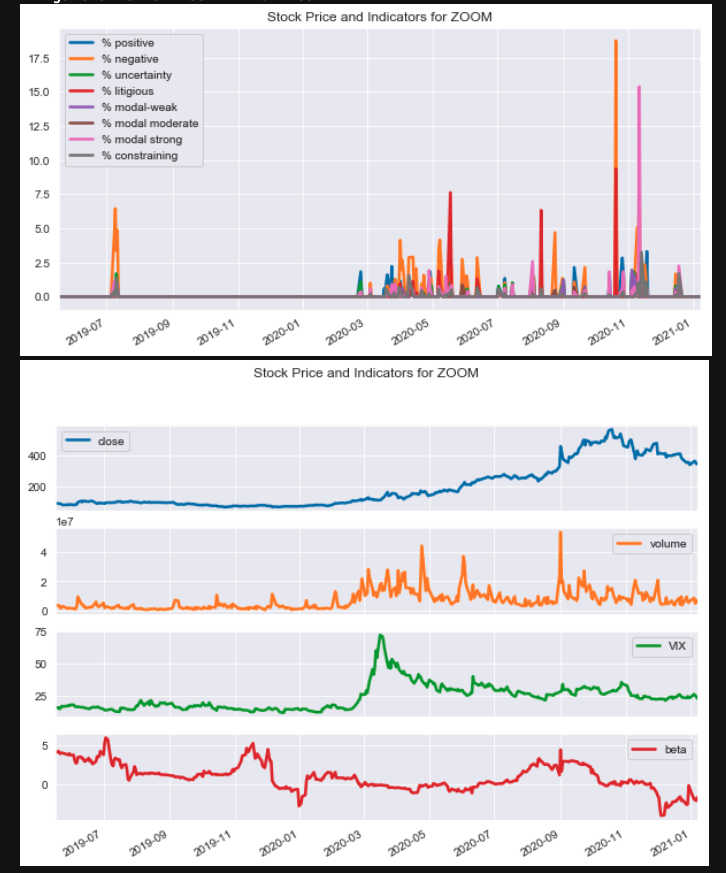 Stock Price and Indicators for ZOOM
% positive
% negative
% uncertainty
% litigious
% modal-weak
% modal moderate
% modal strong
% constraining
17.5
15.0
12.5
10.0
7.5
5.0
2.5
0.0
2019-07
2019-09
2019-11
2020-01
2020-03
2020-05
2020-07
2020-09
2020-11
2021-01
Stock Price and Indicators for ZOOM
close
400
200
1e7
volume
4
2
0
VIX
75
50
25
beta
5
0
2019-07
2019-09
2019-11
2020-01
2020-03
2020-05
2020-07
2020-09
2020-11
2021-01